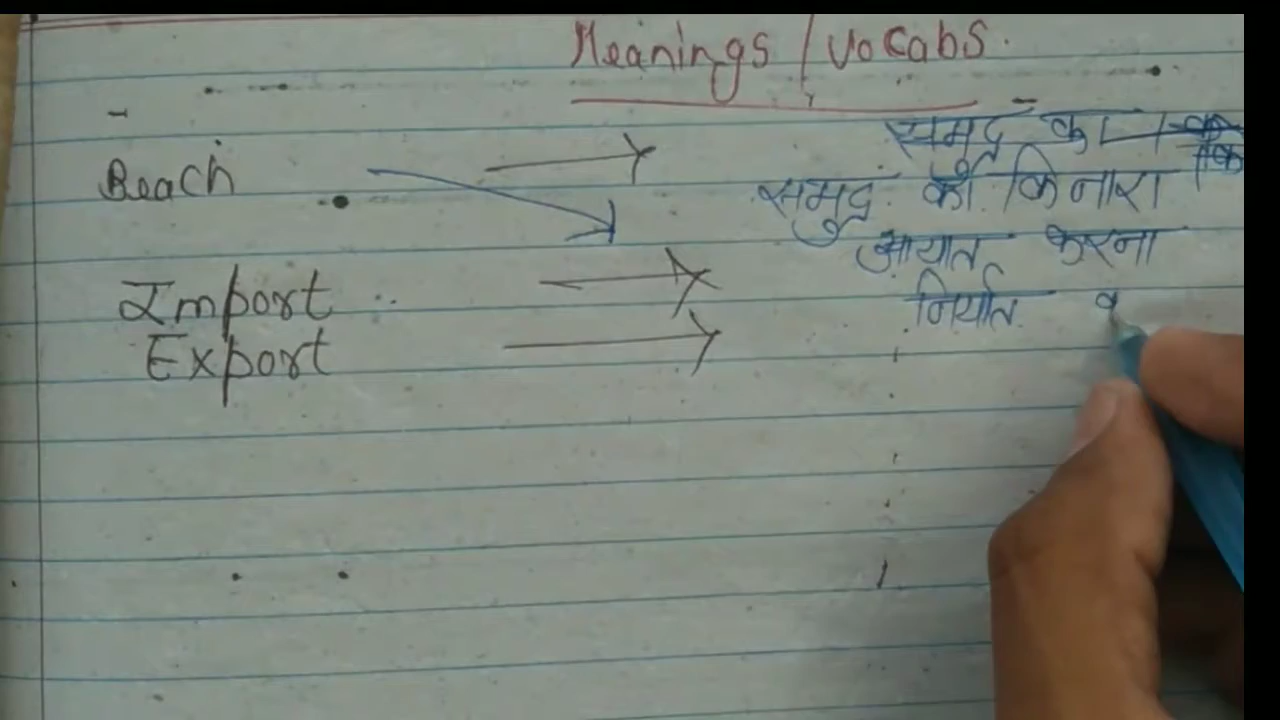 Meanings / Vocabs.
समुद्र का
Beach → समुद्र का किनारा
Import → आयात करना
Export → निर्यात